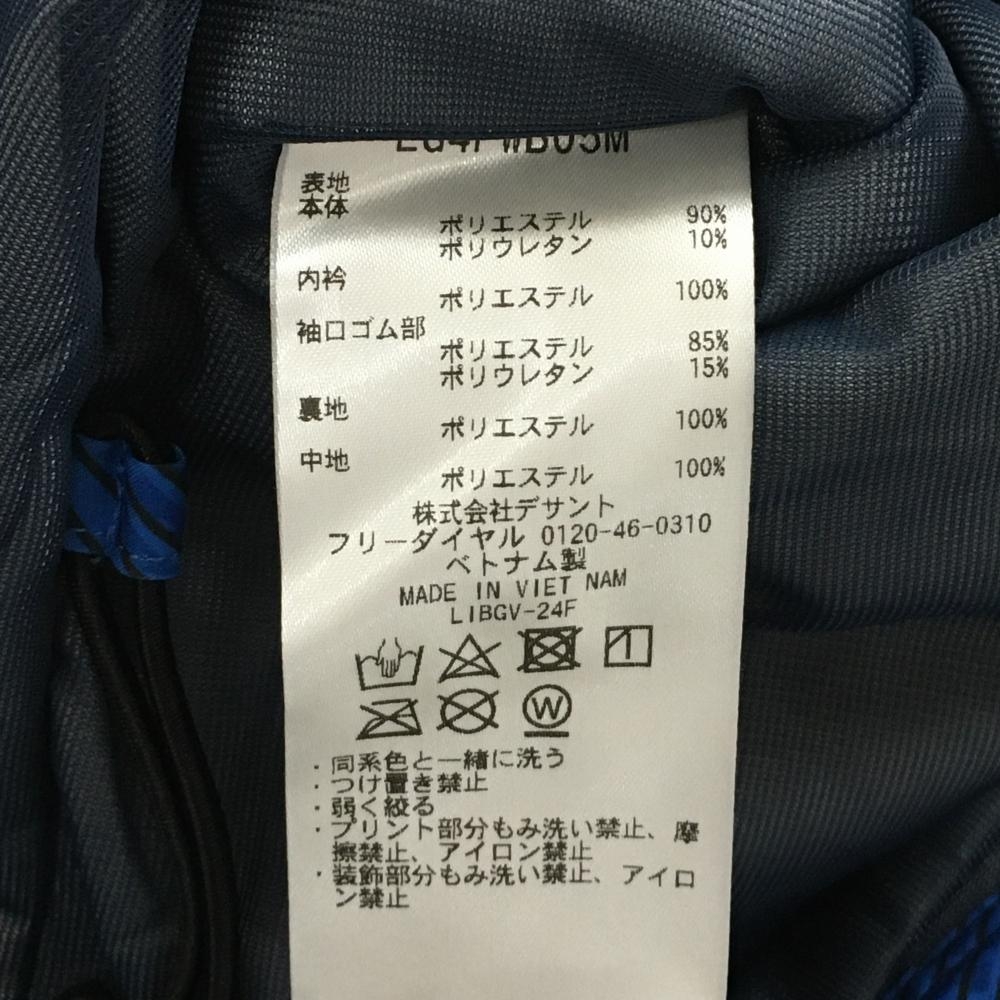 表地
本体
ポリエステル 90%
ポリウレタン 10%
内衿
ポリエステル 100%
袖口ゴム部
ポリエステル 85%
ポリウレタン 15%
裏地
ポリエステル 100%
中地
ポリエステル 100%
株式会社デサント
フリーダイヤル 0120-46-0310
ベトナム製
MADE IN VIET NAM
LIBGV-24F
W
・同系色と一緒に洗う
・つけ置き禁止
・弱く絞る
・プリント部分もみ洗い禁止、摩
擦禁止、アイロン禁止
・装飾部分もみ洗い禁止、アイロ
ン禁止